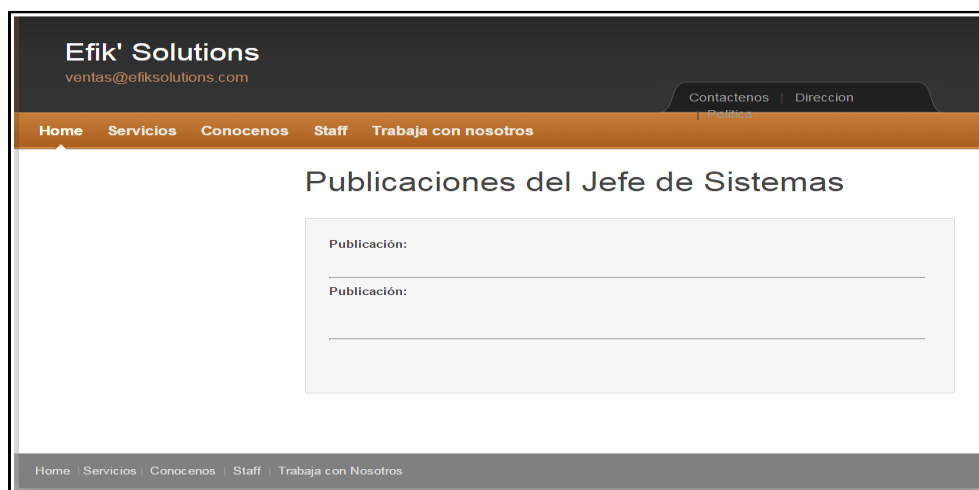 Efik' Solutions
ventas@efiksolutions.com
Contactenos | Direccion
| Politica
Home Servicios Conocenos Staff Trabaja con nosotros
Publicaciones del Jefe de Sistemas
Publicación:
Publicación:
Home | Servicios | Conocenos | Staff | Trabaja con Nosotros